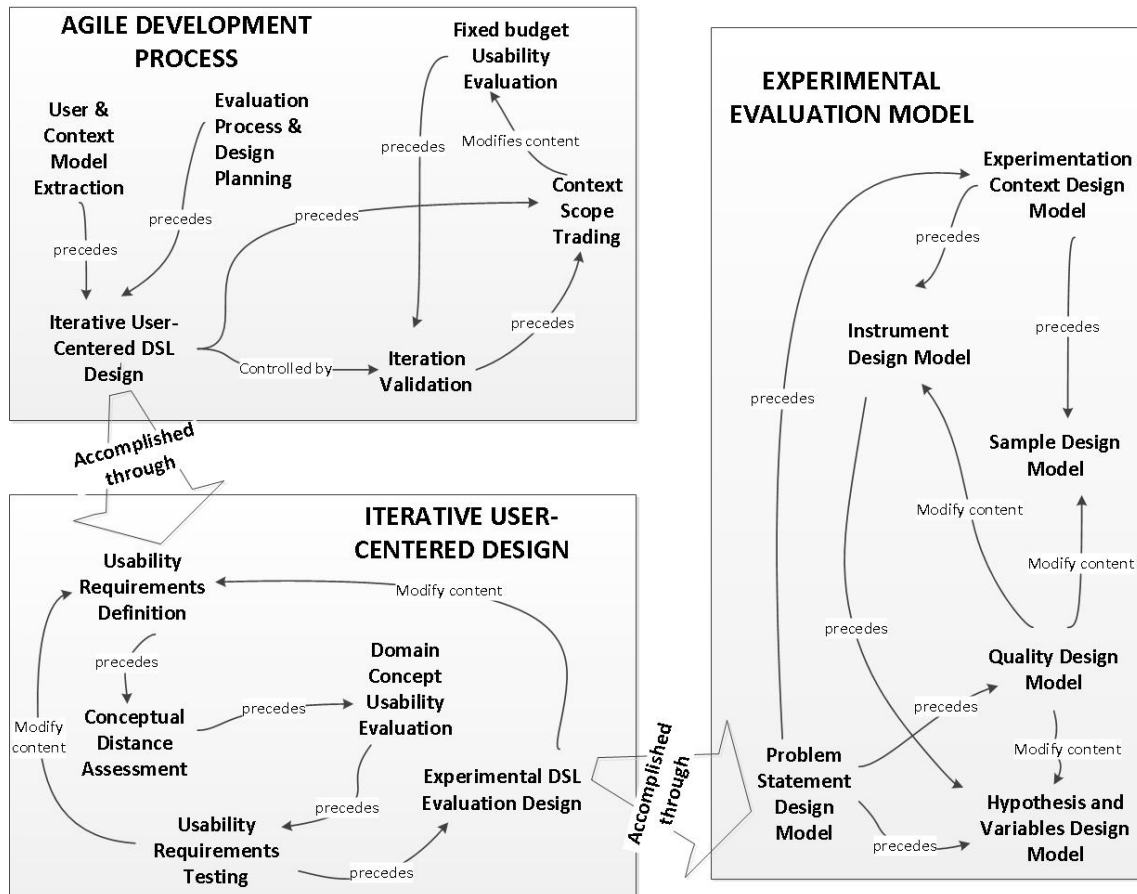 AGILE DEVELOPMENT
PROCESS
Fixed budget
Usability
Evaluation
User &
Context
Model
Extraction
Evaluation
Process &
Design
Planning
precedes
Modifies content
Context
Scope
Trading
precedes
precedes
precedes
Iterative User-
Centered DSL
Design
precedes
Controlled by
Iteration
Validation
Accomplished
through
ITERATIVE USER-
CENTERED DESIGN
Usability
Requirements
Definition
Modify content
precedes
Domain
Concept
Usability
Evaluation
precedes
Modify
content
Conceptual
Distance
Assessment
Experimental DSL
Evaluation Design
precedes
Usability
Requirements
Testing
precedes
Accomplished
through
EXPERIMENTAL
EVALUATION MODEL
Experimentation
Context Design
Model
precedes
Instrument
Design Model
precedes
precedes
Sample Design
Model
Modify content
Modify content
precedes
Quality Design
Model
precedes
Modify content
Problem
Statement
Design
Model
Hypothesis and
Variables Design
Model
precedes